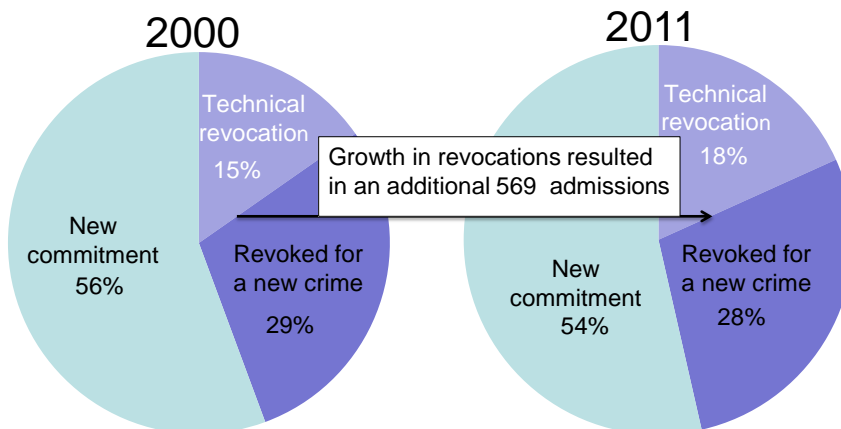 2000
2011
Technical
revocation
15%
Technical
revocation
18%
Growth in revocations resulted
in an additional 569 admissions
New
commitment
56%
Revoked for
a new crime
29%
New
commitment
54%
Revoked for
a new crime
28%